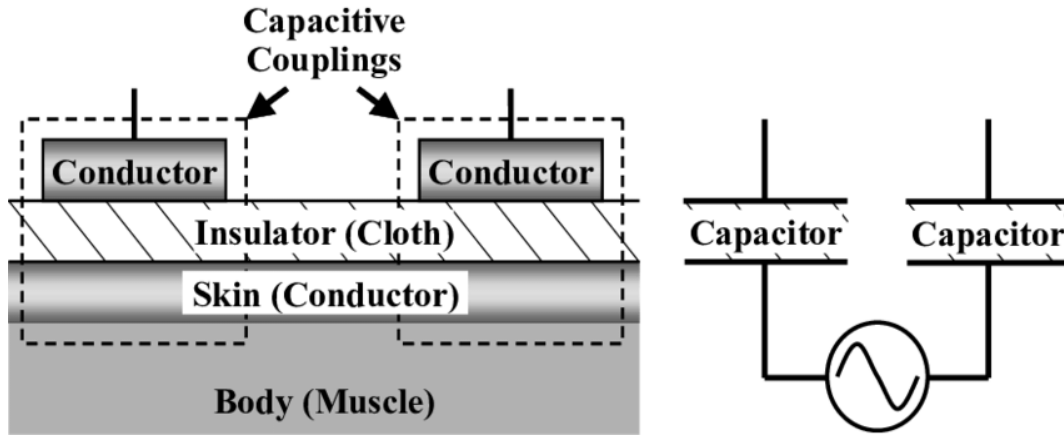 Capacitive
Couplings
Conductor
Conductor
Insulator (Cloth)
Capacitor
Capacitor
Skin (Conductor)
Body (Muscle)